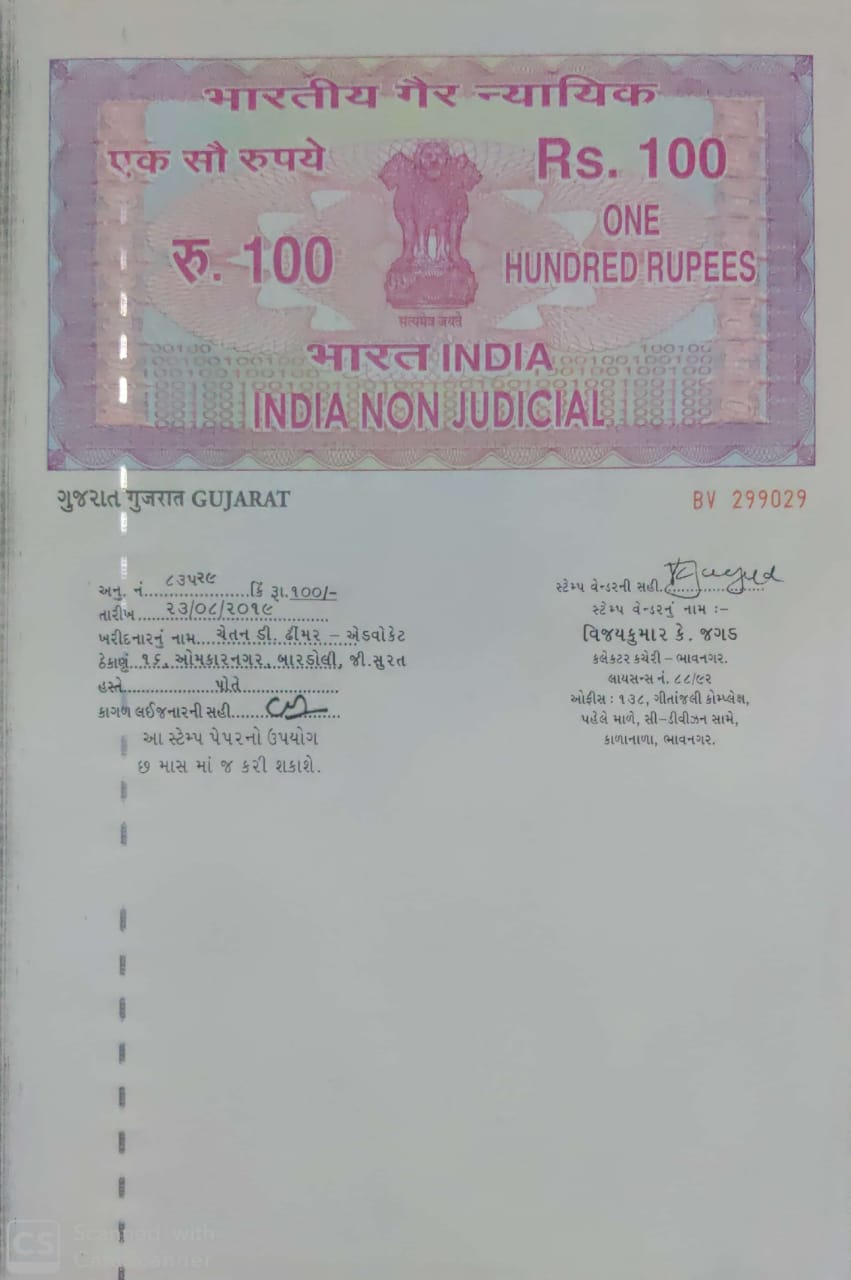 भारतीय गैर न्यायिक
एक सौ रुपये
Rs. 100
रु. 100
ONE
HUNDRED RUPEES
सत्यमेव जयते
भारत INDIA
INDIA NON JUDICIAL
ગુજરાત गुजरात GUJARAT
BV 299029
અનુ. નં. ૮૩૫૨૯ કિં રૂા.૧૦૦/-
તારીખ ૨૩/૦૮/૨૦૧૯
ખરીદનારનું નામ ચેતન ડી. ઢીંમર – એડવોકેટ
ઠેકાણું ૧૬, ઓમકારનગર, બારડોલી, જી.સુરત
હસ્તે પોતે
કાગળ લઈજનારની સહી
આ સ્ટેમ્પ પેપરનો ઉપયોગ
છ માસ માં જ કરી શકાશે.
સ્ટેમ્પ વેન્ડરની સહી
સ્ટેમ્પ વેન્ડરનું નામ :–
વિજયકુમાર કે. જગડ
કલેક્ટર કચેરી – ભાવનગર.
લાયસન્સ નં. ૮૮/૯૨
ઓફીસ : ૧૩૮, ગીતાંજલી કોમ્પ્લેક્ષ,
પહેલે માળે, સી–ડીવીઝન સામે,
કાળાનાળા, ભાવનગર.
CS Scanned with
CamScanner